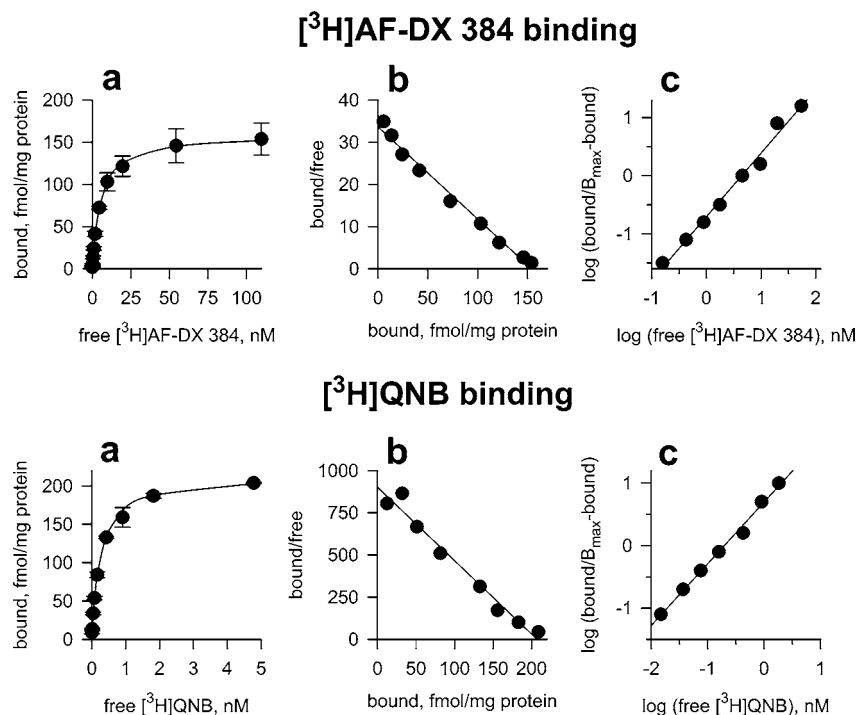 [³H]AF-DX 384 binding
a
bound, fmol/mg protein
200
150
100
50
0
0 25 50 75 100
free [³H]AF-DX 384, nM
b
bound/free
40
30
20
10
0
0 50 100 150
bound, fmol/mg protein
c
log (bound/Bmax-bound)
1
0
-1
-1 0 1 2
log (free [³H]AF-DX 384), nM
[³H]QNB binding
a
bound, fmol/mg protein
200
150
100
50
0
0 1 2 3 4 5
free [³H]QNB, nM
b
bound/free
1000
750
500
250
0
0 50 100 150 200
bound, fmol/mg protein
c
log (bound/Bmax-bound)
1
0
-1
-2 -1 0 1
log (free [³H]QNB), nM